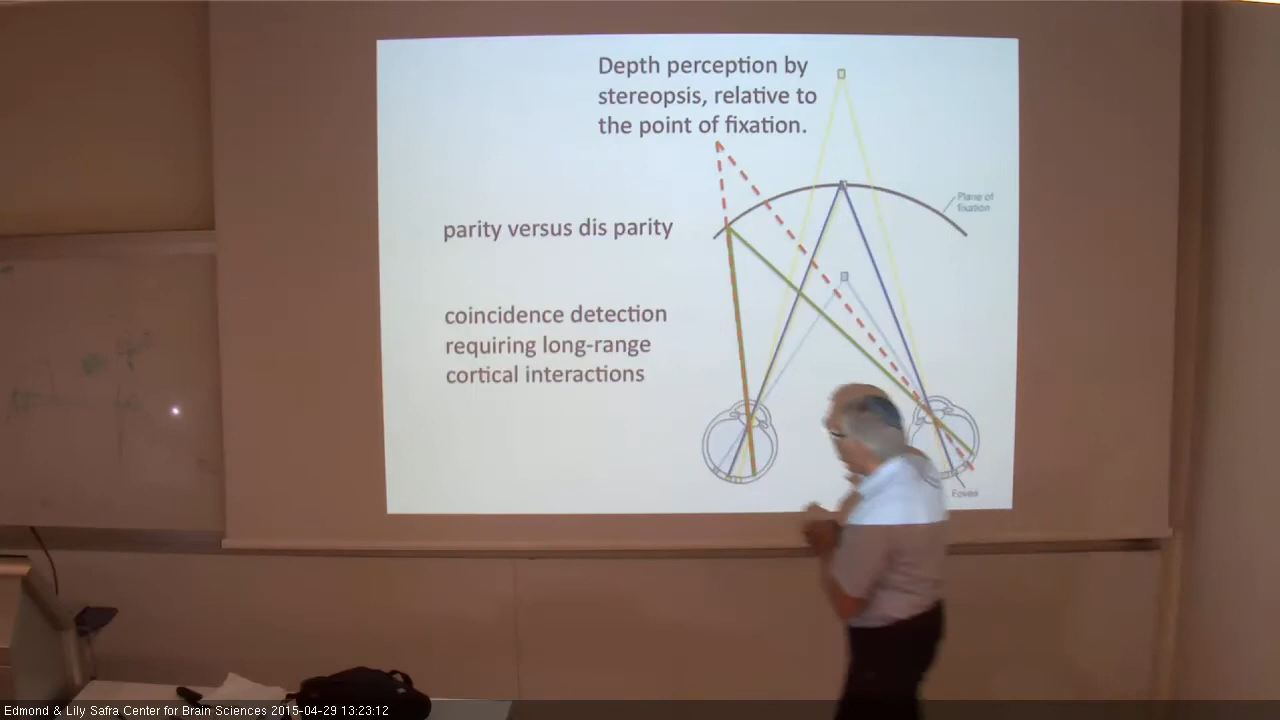 Depth perception by
stereopsis, relative to
the point of fixation.
Plane of
fixation
parity versus dis parity
coincidence detection
requiring long-range
cortical interactions
Fovea
Edmond & Lily Safra Center for Brain Sciences 2015-04-29 13:23:12